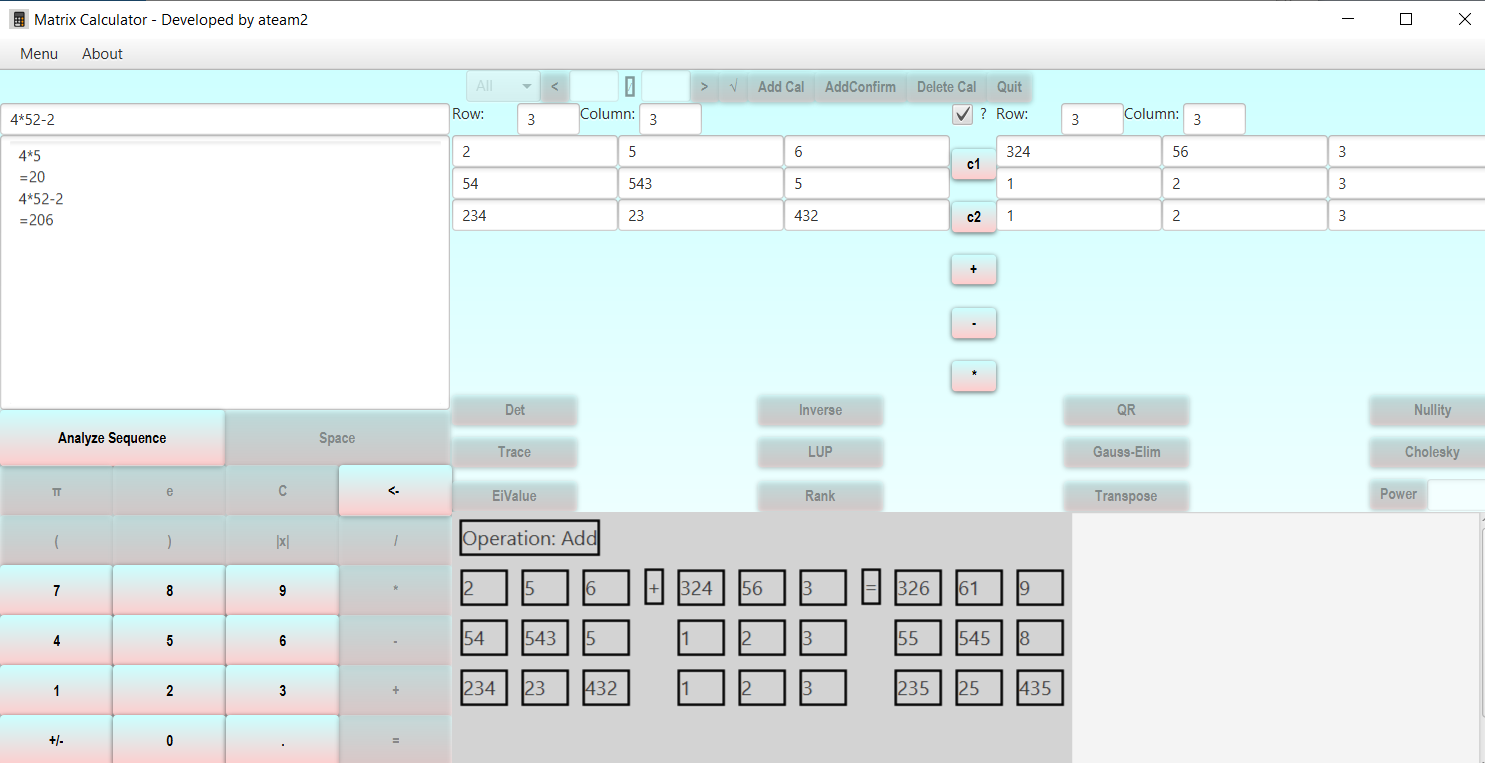 Matrix Calculator - Developed by ateam2
Menu About
All < > √ Add Cal AddConfirm Delete Cal Quit
4*52-2 Row: 3 Column: 3 ? Row: 3 Column: 3
4*5
=20
4*52-2
=206
2 5 6 c1 324 56 3
54 543 5 1 2 3
234 23 432 c2 1 2 3
+
-
*
Det Inverse QR Nullity
Trace LUP Gauss-Elim Cholesky
EiValue Rank Transpose Power
Analyze Sequence Space
π e C <-
( ) |x| /
7 8 9 *
4 5 6 -
1 2 3 +
+/- 0 . =
Operation: Add
2 5 6 + 324 56 3 = 326 61 9
54 543 5 1 2 3 55 545 8
234 23 432 1 2 3 235 25 435